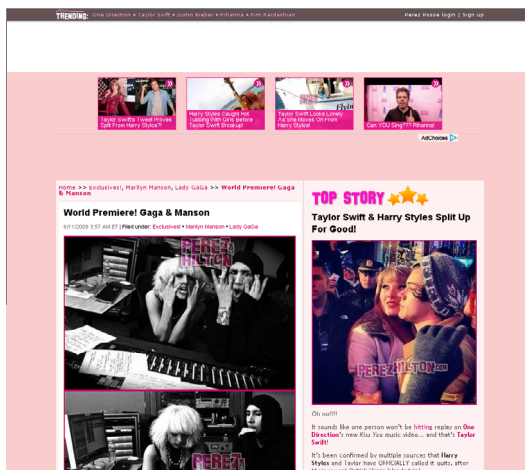 TRENDING: One Direction • Taylor Swift • Justin Bieber • Rihanna • Kim Kardashian
Perez Posse login | Sign up
Taylor Swift's Tweet Proves
Split From Harry Styles?!
Harry Styles Caught Hot
Tubbing With Girls Before
Taylor Swift Breakup!
Flyin
Taylor Swift Looks Lonely
As She Moves On From
Harry Styles!
Can YOU Sing??? Rihanna!
AdChoices
Home >> Exclusives!, Marilyn Manson, Lady GaGa >> World Premiere! Gaga
& Manson
World Premiere! Gaga & Manson
6/11/2009 3:57 AM ET | Filed under: Exclusives! • Marilyn Manson • Lady GaGa
PEREZ
HILTON
PEREZ
TOP STORY
Taylor Swift & Harry Styles Split Up
For Good!
PEREZHILTON.COM
Oh no!!!!
It sounds like one person won't be hitting replay on One
Direction's new Kiss You music video... and that's Taylor
Swift!
It's been confirmed by multiple sources that Harry
Styles and Taylor have OFFICIALLY called it quits, after